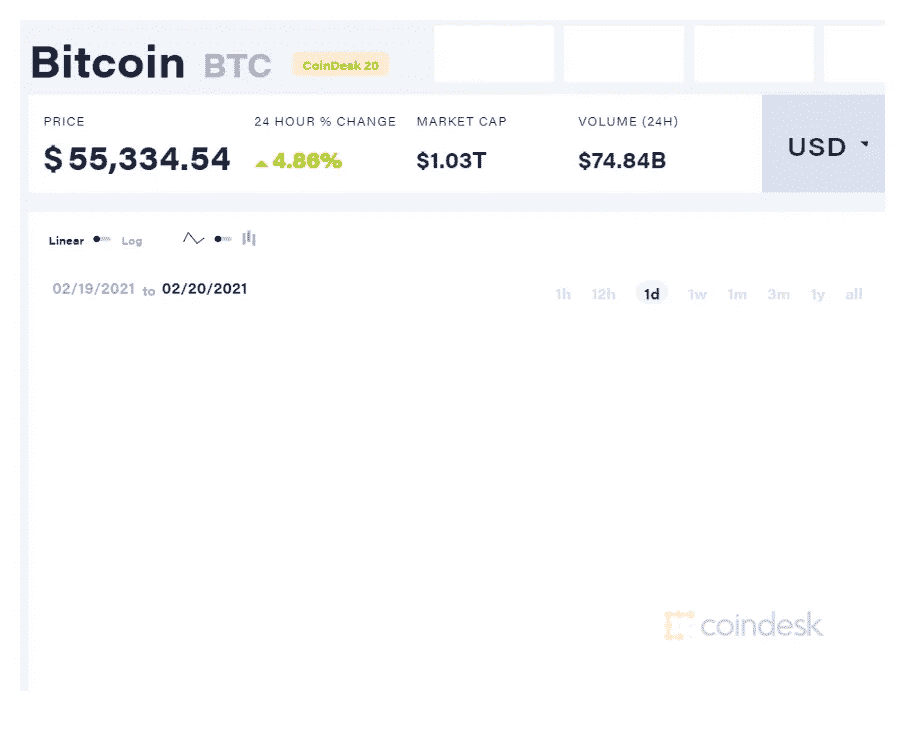 Bitcoin BTC CoinDesk 20
PRICE 24 HOUR % CHANGE MARKET CAP VOLUME (24H)
$55,334.54 4.86% $1.03T $74.84B USD
Linear Log
02/19/2021 to 02/20/2021
1h 12h 1d 1w 1m 3m 1y all
coindesk